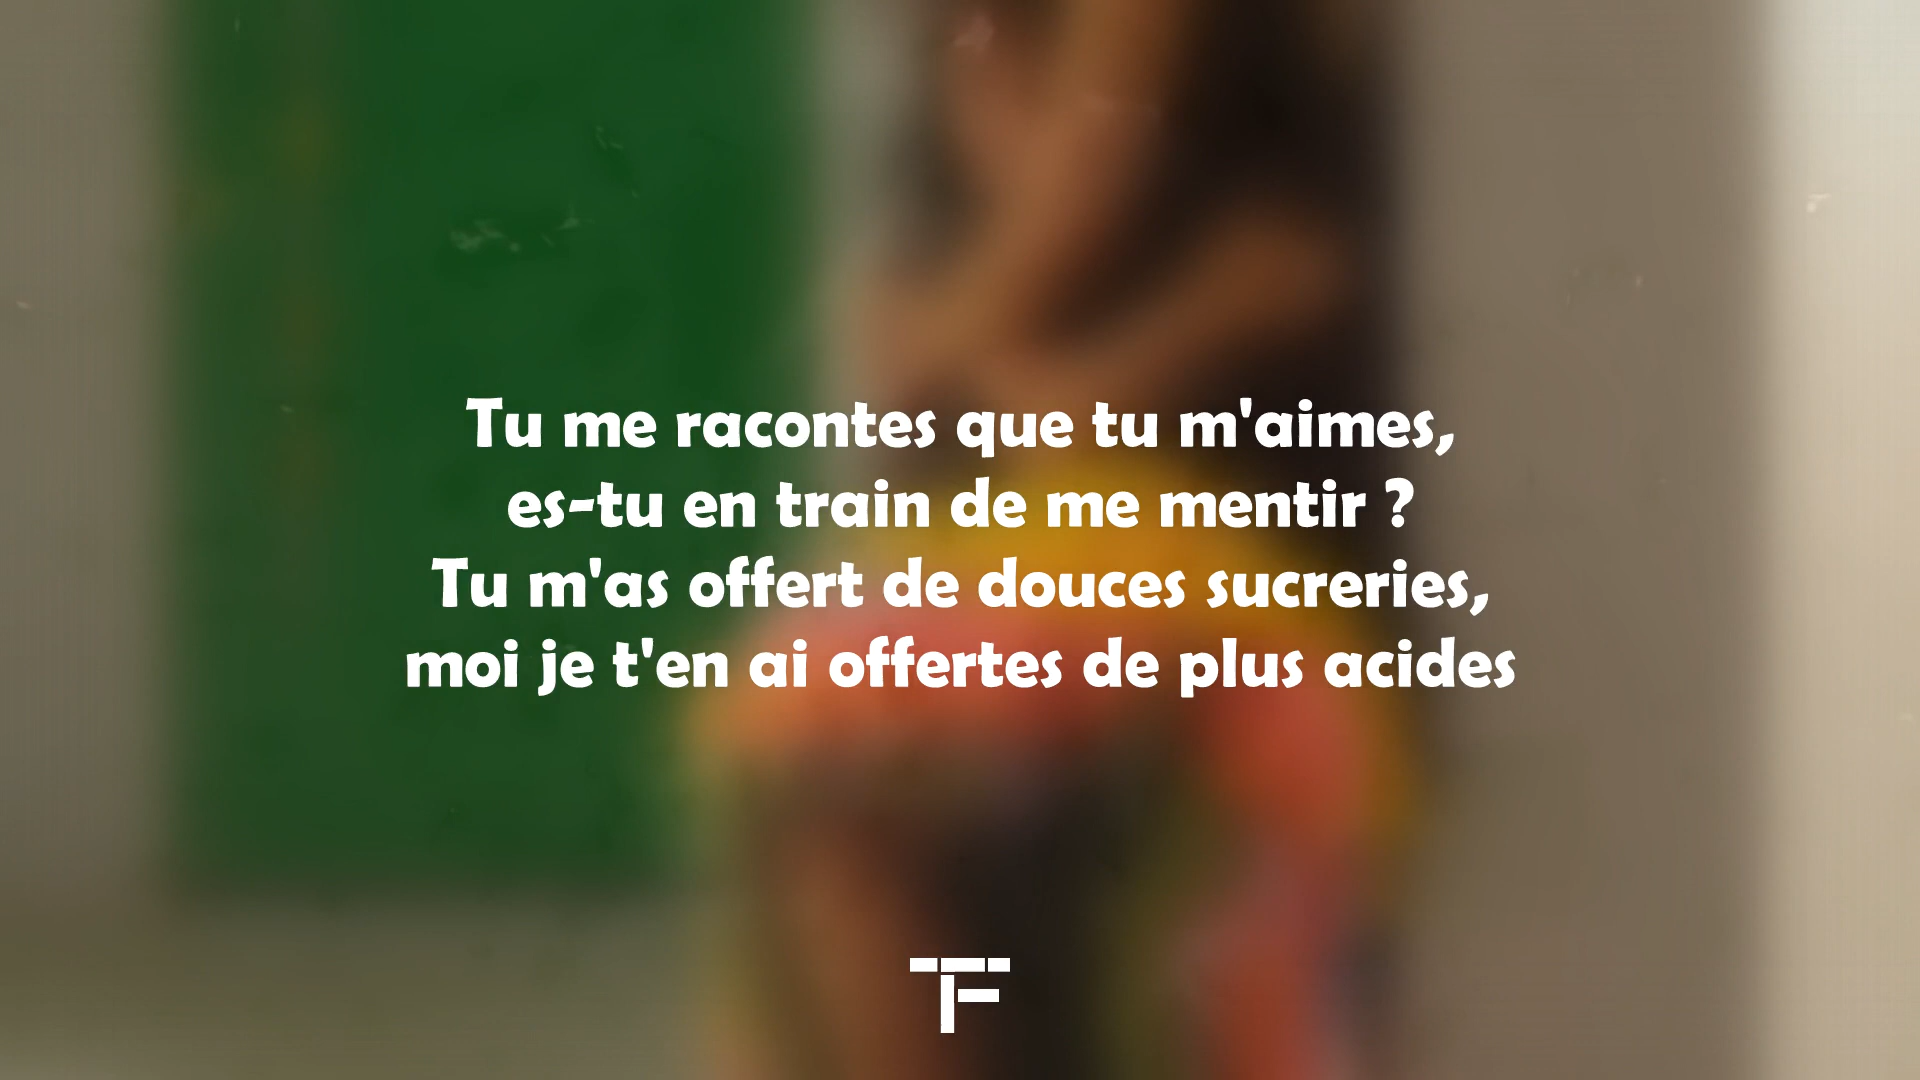 Tu me racontes que tu m'aimes,
es-tu en train de me mentir ?
Tu m'as offert de douces sucreries,
moi je t'en ai offertes de plus acides
TF